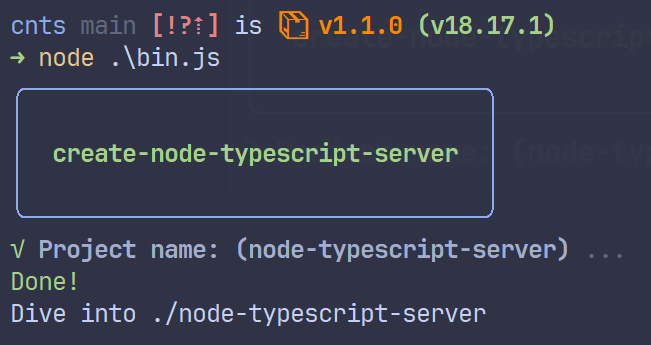 cnts main [!?⇡] is 📦 v1.1.0 (v18.17.1)
➜ node .\bin.js
create-node-typescript-server
√ Project name: (node-typescript-server) ...
Done!
Dive into ./node-typescript-server